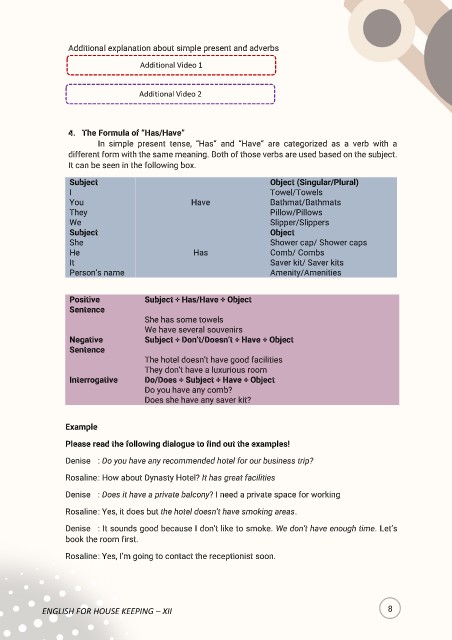 Additional explanation about simple present and adverbs
Additional Video 1
Additional Video 2
4. The Formula of “Has/Have”
In simple present tense, “Has” and “Have” are categorized as a verb with a
different form with the same meaning. Both of those verbs are used based on the subject.
It can be seen in the following box.
Subject Object (Singular/Plural)
I Towel/Towels
You Have Bathmat/Bathmats
They Pillow/Pillows
We Slipper/Slippers
Subject Object
She Shower cap/ Shower caps
He Has Comb/ Combs
It Saver kit/ Saver kits
Person’s name Amenity/Amenities
Positive Subject + Has/Have + Object
Sentence
She has some towels
We have several souvenirs
Negative Subject + Don’t/Doesn’t + Have + Object
Sentence
The hotel doesn’t have good facilities
They don’t have a luxurious room
Interrogative Do/Does + Subject + Have + Object
Do you have any comb?
Does she have any saver kit?
Example
Please read the following dialogue to find out the examples!
Denise : Do you have any recommended hotel for our business trip?
Rosaline: How about Dynasty Hotel? It has great facilities
Denise : Does it have a private balcony? I need a private space for working
Rosaline: Yes, it does but the hotel doesn’t have smoking areas.
Denise : It sounds good because I don’t like to smoke. We don’t have enough time. Let’s
book the room first.
Rosaline: Yes, I’m going to contact the receptionist soon.
ENGLISH FOR HOUSE KEEPING – XII
8